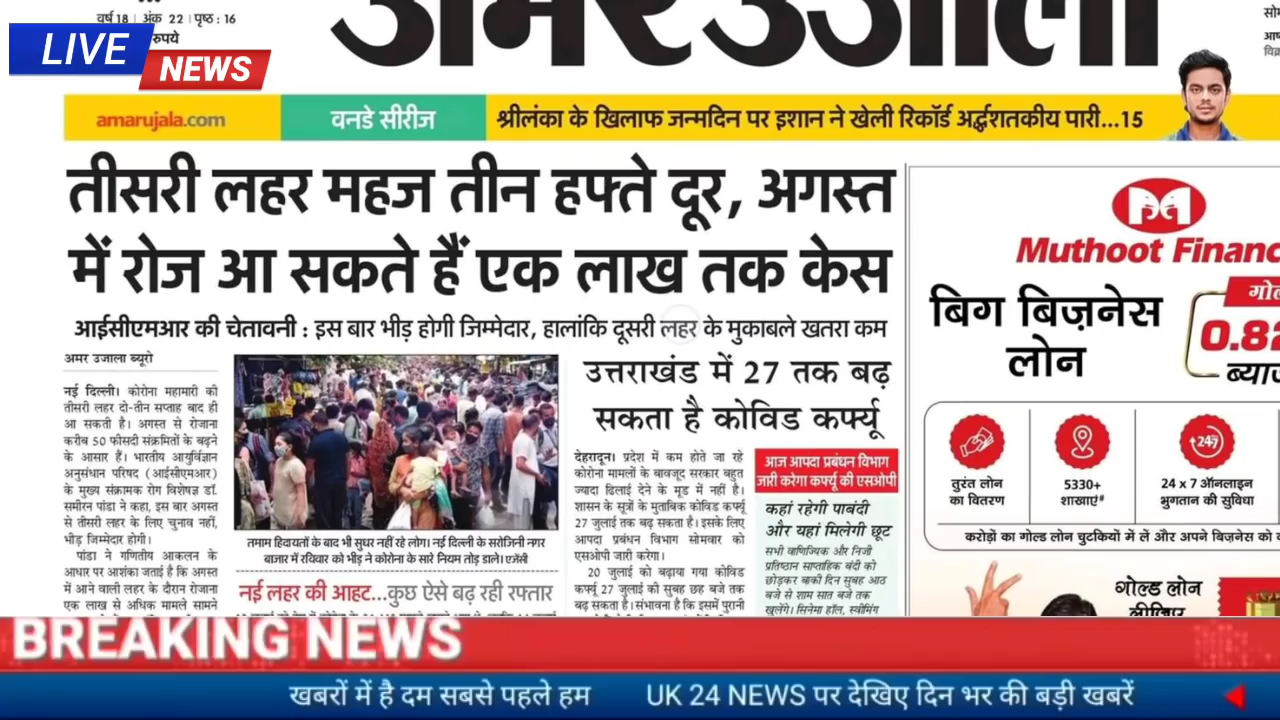 वर्ष 18 | अंक 22 | पृष्ठ : 16
रुपये
LIVE
NEWS
अमर उजाला
सोम
amarujala.com
वनडे सीरीज
श्रीलंका के खिलाफ जन्मदिन पर इशान ने खेली रिकॉर्ड अर्द्धशतकीय पारी...15
तीसरी लहर महज तीन हफ्ते दूर, अगस्त
में रोज आ सकते हैं एक लाख तक केस
आईसीएमआर की चेतावनी : इस बार भीड़ होगी जिम्मेदार, हालांकि दूसरी लहर के मुकाबले खतरा कम
अमर उजाला ब्यूरो
नई दिल्ली। कोरोना महामारी की
तीसरी लहर दो-तीन सप्ताह बाद ही
आ सकती है। अगस्त से रोजाना
करीब 50 फीसदी संक्रमितों के बढ़ने
के आसार हैं। भारतीय आयुर्विज्ञान
अनुसंधान परिषद (आईसीएमआर)
के मुख्य संक्रामक रोग विशेषज्ञ डॉ.
समीरन पांडा ने कहा, इस बार अगस्त
से तीसरी लहर के लिए चुनाव नहीं,
भीड़ जिम्मेदार होगी।
पांडा ने गणितीय आकलन के
आधार पर आशंका जताई है कि अगस्त
में आने वाली लहर के दौरान रोजाना
एक लाख से अधिक मामले सामने
तमाम हिदायतों के बाद भी सुधर नहीं रहे लोग। नई दिल्ली के सरोजिनी नगर
बाजार में रविवार को भीड़ ने कोरोना के सारे नियम तोड़ डाले। एजेंसी
नई लहर की आहट...कुछ ऐसे बढ़ रही रफ्तार
उत्तराखंड में 27 तक बढ़
सकता है कोविड कर्फ्यू
देहरादून। प्रदेश में कम होते जा रहे
कोरोना मामलों के बावजूद सरकार बहुत
ज्यादा ढिलाई देने के मूड में नहीं है।
शासन के सूत्रों के मुताबिक कोविड कर्फ्यू
27 जुलाई तक बढ़ सकता है। इसके लिए
आपदा प्रबंधन विभाग सोमवार को
एसओपी जारी करेगा।
20 जुलाई को बढ़ाया गया कोविड
कर्फ्यू 27 जुलाई की सुबह छह बजे तक
बढ़ सकता है। संभावना है कि इसमें पुरानी
आज आपदा प्रबंधन विभाग
जारी करेगा कर्फ्यू की एसओपी
कहां रहेगी पाबंदी
और यहां मिलेगी छूट
सभी वाणिज्यिक और निजी
प्रतिष्ठान साप्ताहिक बंदी को
छोड़कर बाकी दिन सुबह आठ
बजे से शाम सात बजे तक
खुलेंगे। सिनेमा हॉल, स्वीमिंग
Muthoot Financ
बिग बिज़नेस
लोन
गोल
0.82
ब्याज
तुरंत लोन
का वितरण
5330+
शाखाएं#
24x7
24 x 7 ऑनलाइन
भुगतान की सुविधा
करोड़ों का गोल्ड लोन चुटकियों में लें और अपने बिज़नेस को
गोल्ड लोन
लीजिए
BREAKING NEWS
खबरों में है दम सबसे पहले हम UK 24 NEWS पर देखिए दिन भर की बड़ी खबरें